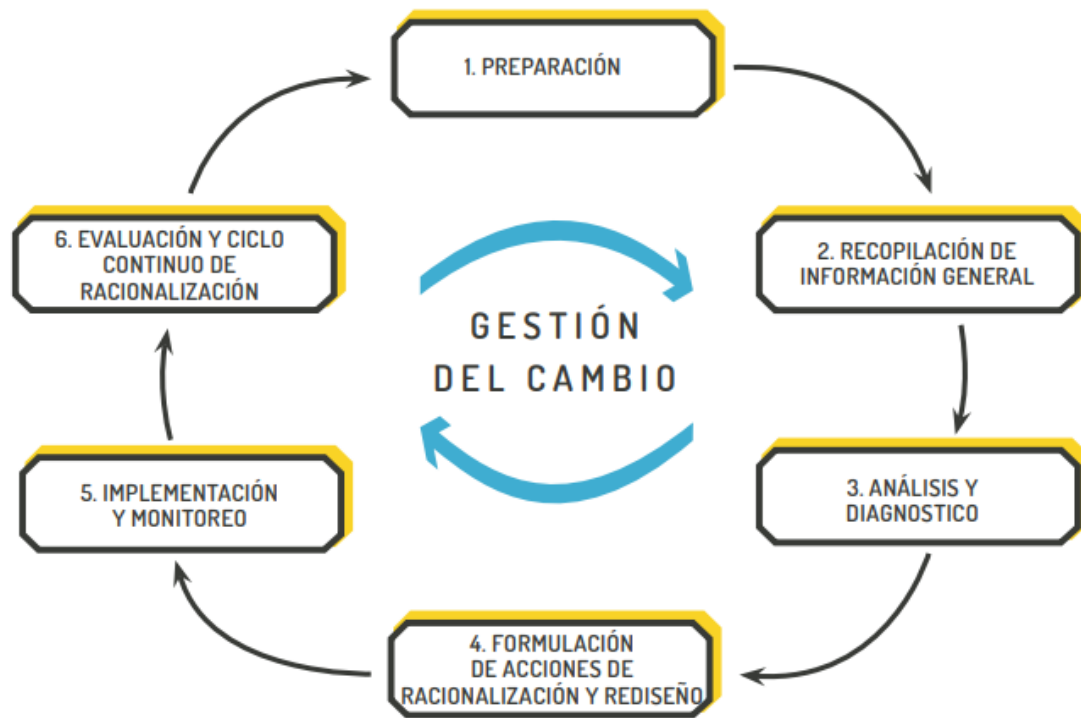 1. PREPARACIÓN
2. RECOPILACIÓN DE
INFORMACIÓN GENERAL
3. ANÁLISIS Y
DIAGNOSTICO
4. FORMULACIÓN
DE ACCIONES DE
RACIONALIZACIÓN Y REDISEÑO
5. IMPLEMENTACIÓN
Y MONITOREO
6. EVALUACIÓN Y CICLO
CONTINUO DE
RACIONALIZACIÓN
GESTIÓN
DEL CAMBIO